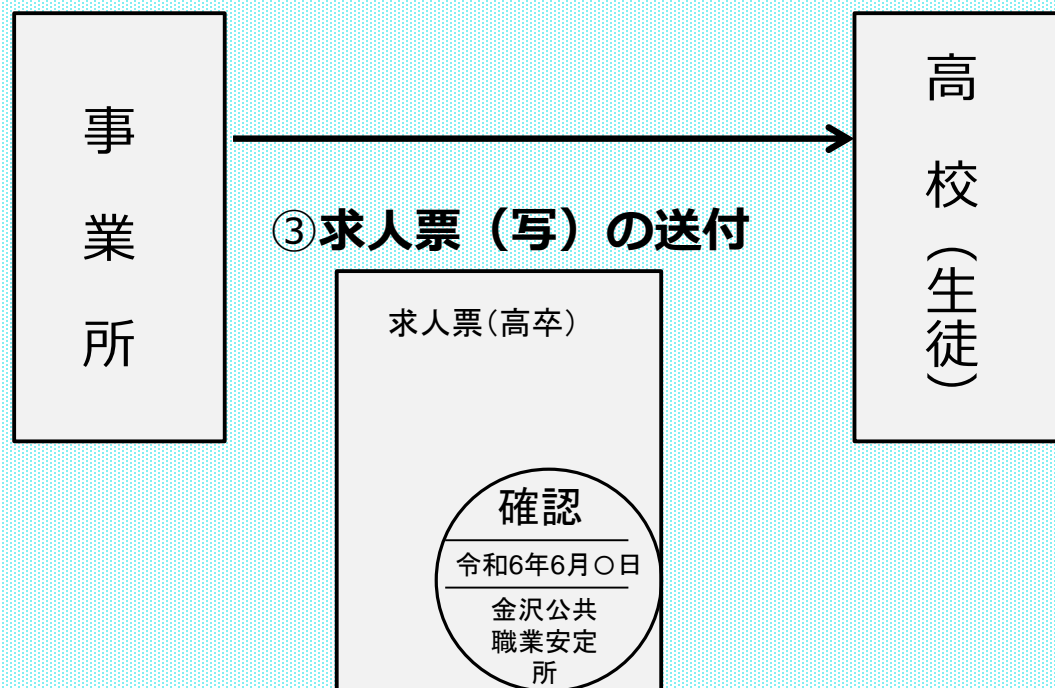 事業所
高校（生徒）
③求人票（写）の送付
求人票（高卒）
確認
令和6年6月〇日
金沢公共
職業安定
所